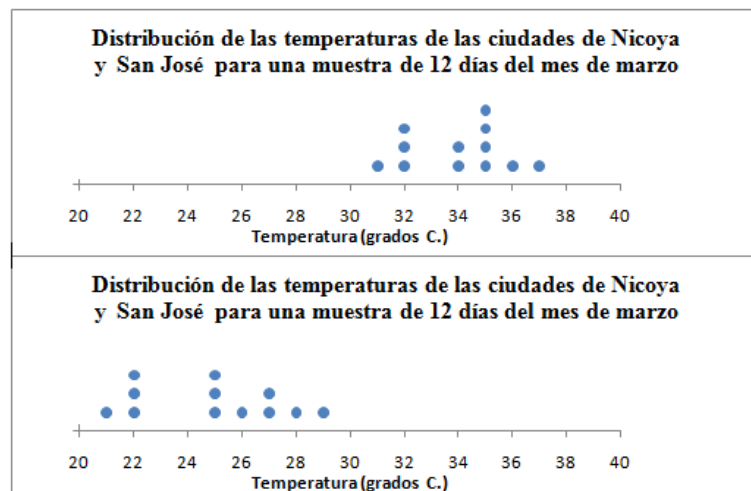 Distribución de las temperaturas de las ciudades de Nicoya
y San José para una muestra de 12 días del mes de marzo
20 22 24 26 28 30 32 34 36 38 40
Temperatura (grados C.)
Distribución de las temperaturas de las ciudades de Nicoya
y San José para una muestra de 12 días del mes de marzo
20 22 24 26 28 30 32 34 36 38 40
Temperatura (grados C.)